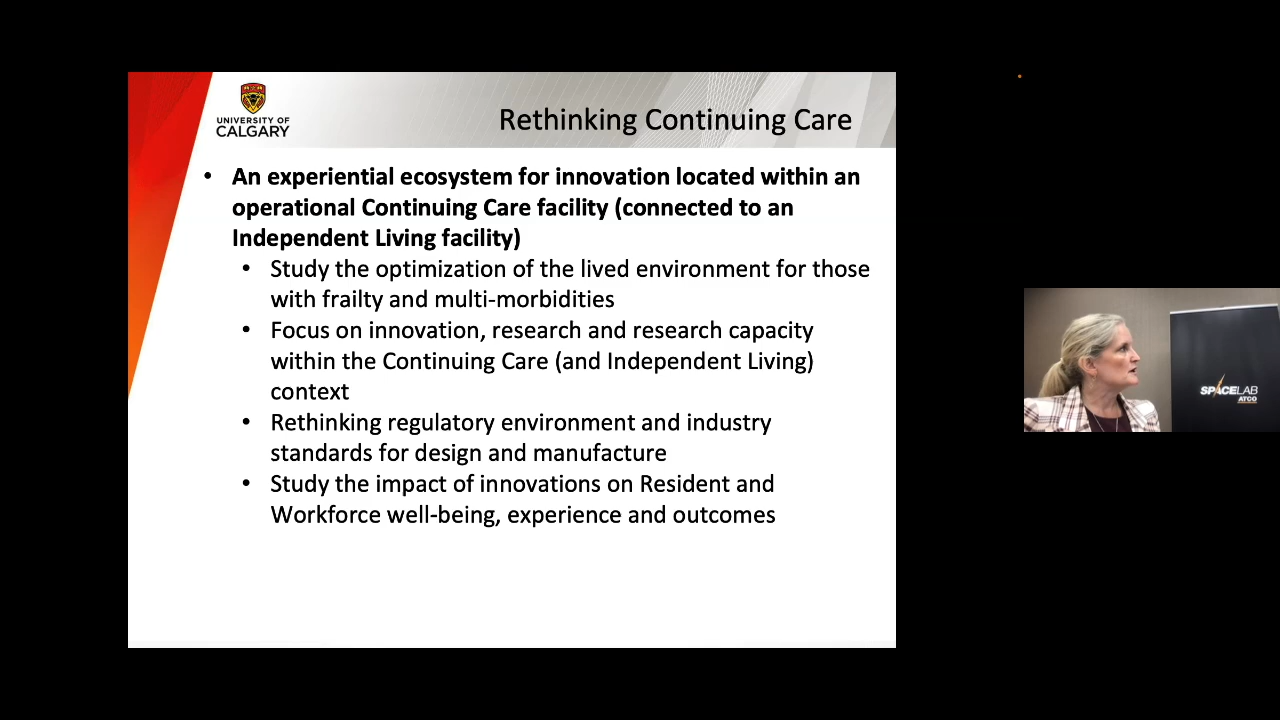 UNIVERSITY OF
CALGARY
Rethinking Continuing Care
• An experiential ecosystem for innovation located within an
operational Continuing Care facility (connected to an
Independent Living facility)
• Study the optimization of the lived environment for those
with frailty and multi-morbidities
• Focus on innovation, research and research capacity
within the Continuing Care (and Independent Living)
context
• Rethinking regulatory environment and industry
standards for design and manufacture
• Study the impact of innovations on Resident and
Workforce well-being, experience and outcomes
SPACELAB
ATCO